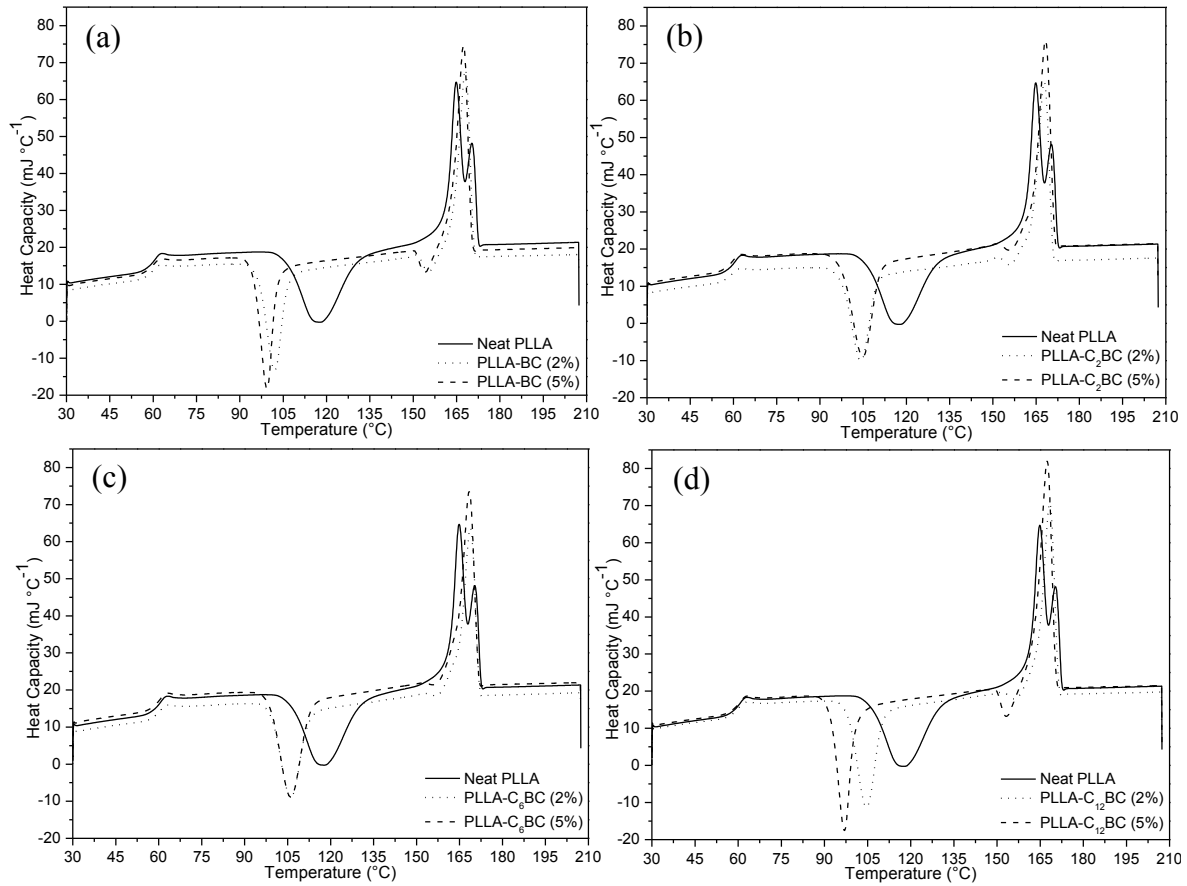 (a)
Heat Capacity (mJ °C⁻¹)
80
70
60
50
40
30
20
10
0
-10
-20
30 45 60 75 90 105 120 135 150 165 180 195 210
Temperature (°C)
Neat PLLA
PLLA-BC (2%)
PLLA-BC (5%)
(b)
Heat Capacity (mJ °C⁻¹)
80
70
60
50
40
30
20
10
0
-10
-20
30 45 60 75 90 105 120 135 150 165 180 195 210
Temperature (°C)
Neat PLLA
PLLA-C₂BC (2%)
PLLA-C₂BC (5%)
(c)
Heat Capacity (mJ °C⁻¹)
80
70
60
50
40
30
20
10
0
-10
-20
30 45 60 75 90 105 120 135 150 165 180 195 210
Temperature (°C)
Neat PLLA
PLLA-C₆BC (2%)
PLLA-C₆BC (5%)
(d)
Heat Capacity (mJ °C⁻¹)
80
70
60
50
40
30
20
10
0
-10
-20
30 45 60 75 90 105 120 135 150 165 180 195 210
Temperature (°C)
Neat PLLA
PLLA-C₁₂BC (2%)
PLLA-C₁₂BC (5%)